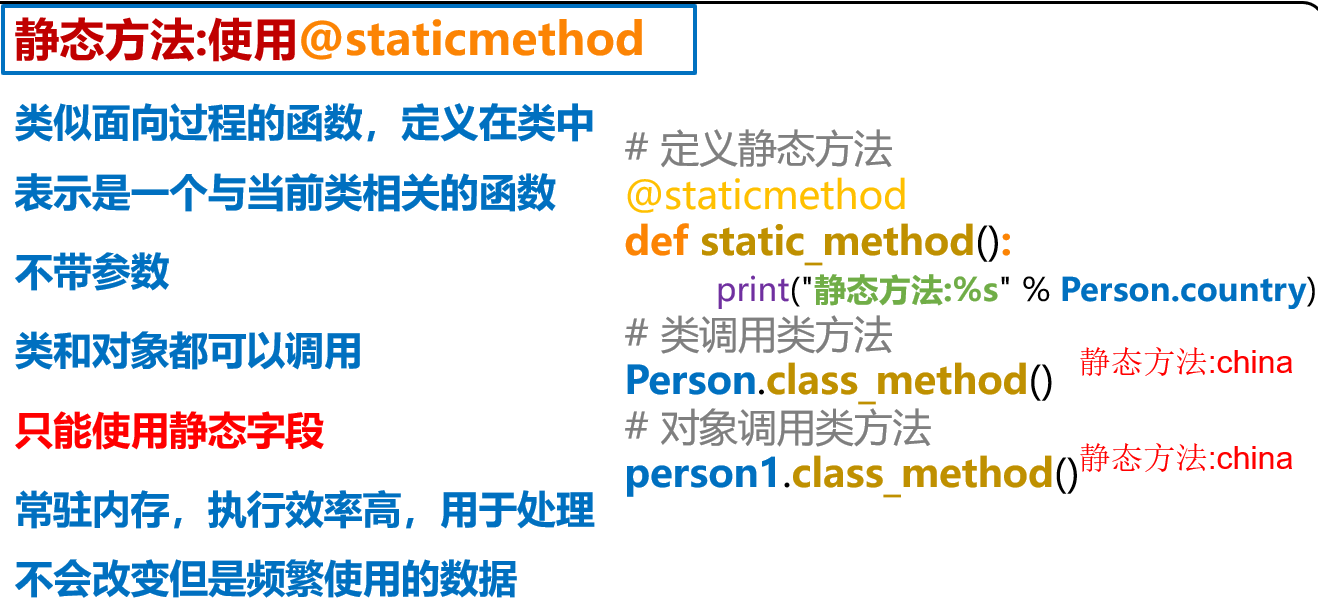 静态方法:使用@staticmethod
类似面向过程的函数，定义在类中
表示是一个与当前类相关的函数
不带参数
类和对象都可以调用
只能使用静态字段
常驻内存，执行效率高，用于处理
不会改变但是频繁使用的数据
# 定义静态方法
@staticmethod
def static_method():
print("静态方法:%s" % Person.country)
# 类调用类方法
Person.class_method() 静态方法:china
# 对象调用类方法
person1.class_method() 静态方法:china